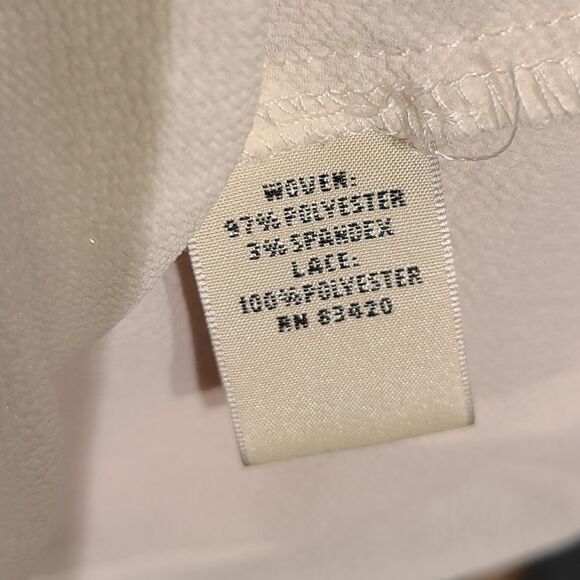 WOVEN:
97% POLYESTER
3% SPANDEX
LACE:
100% POLYESTER
RN 83420